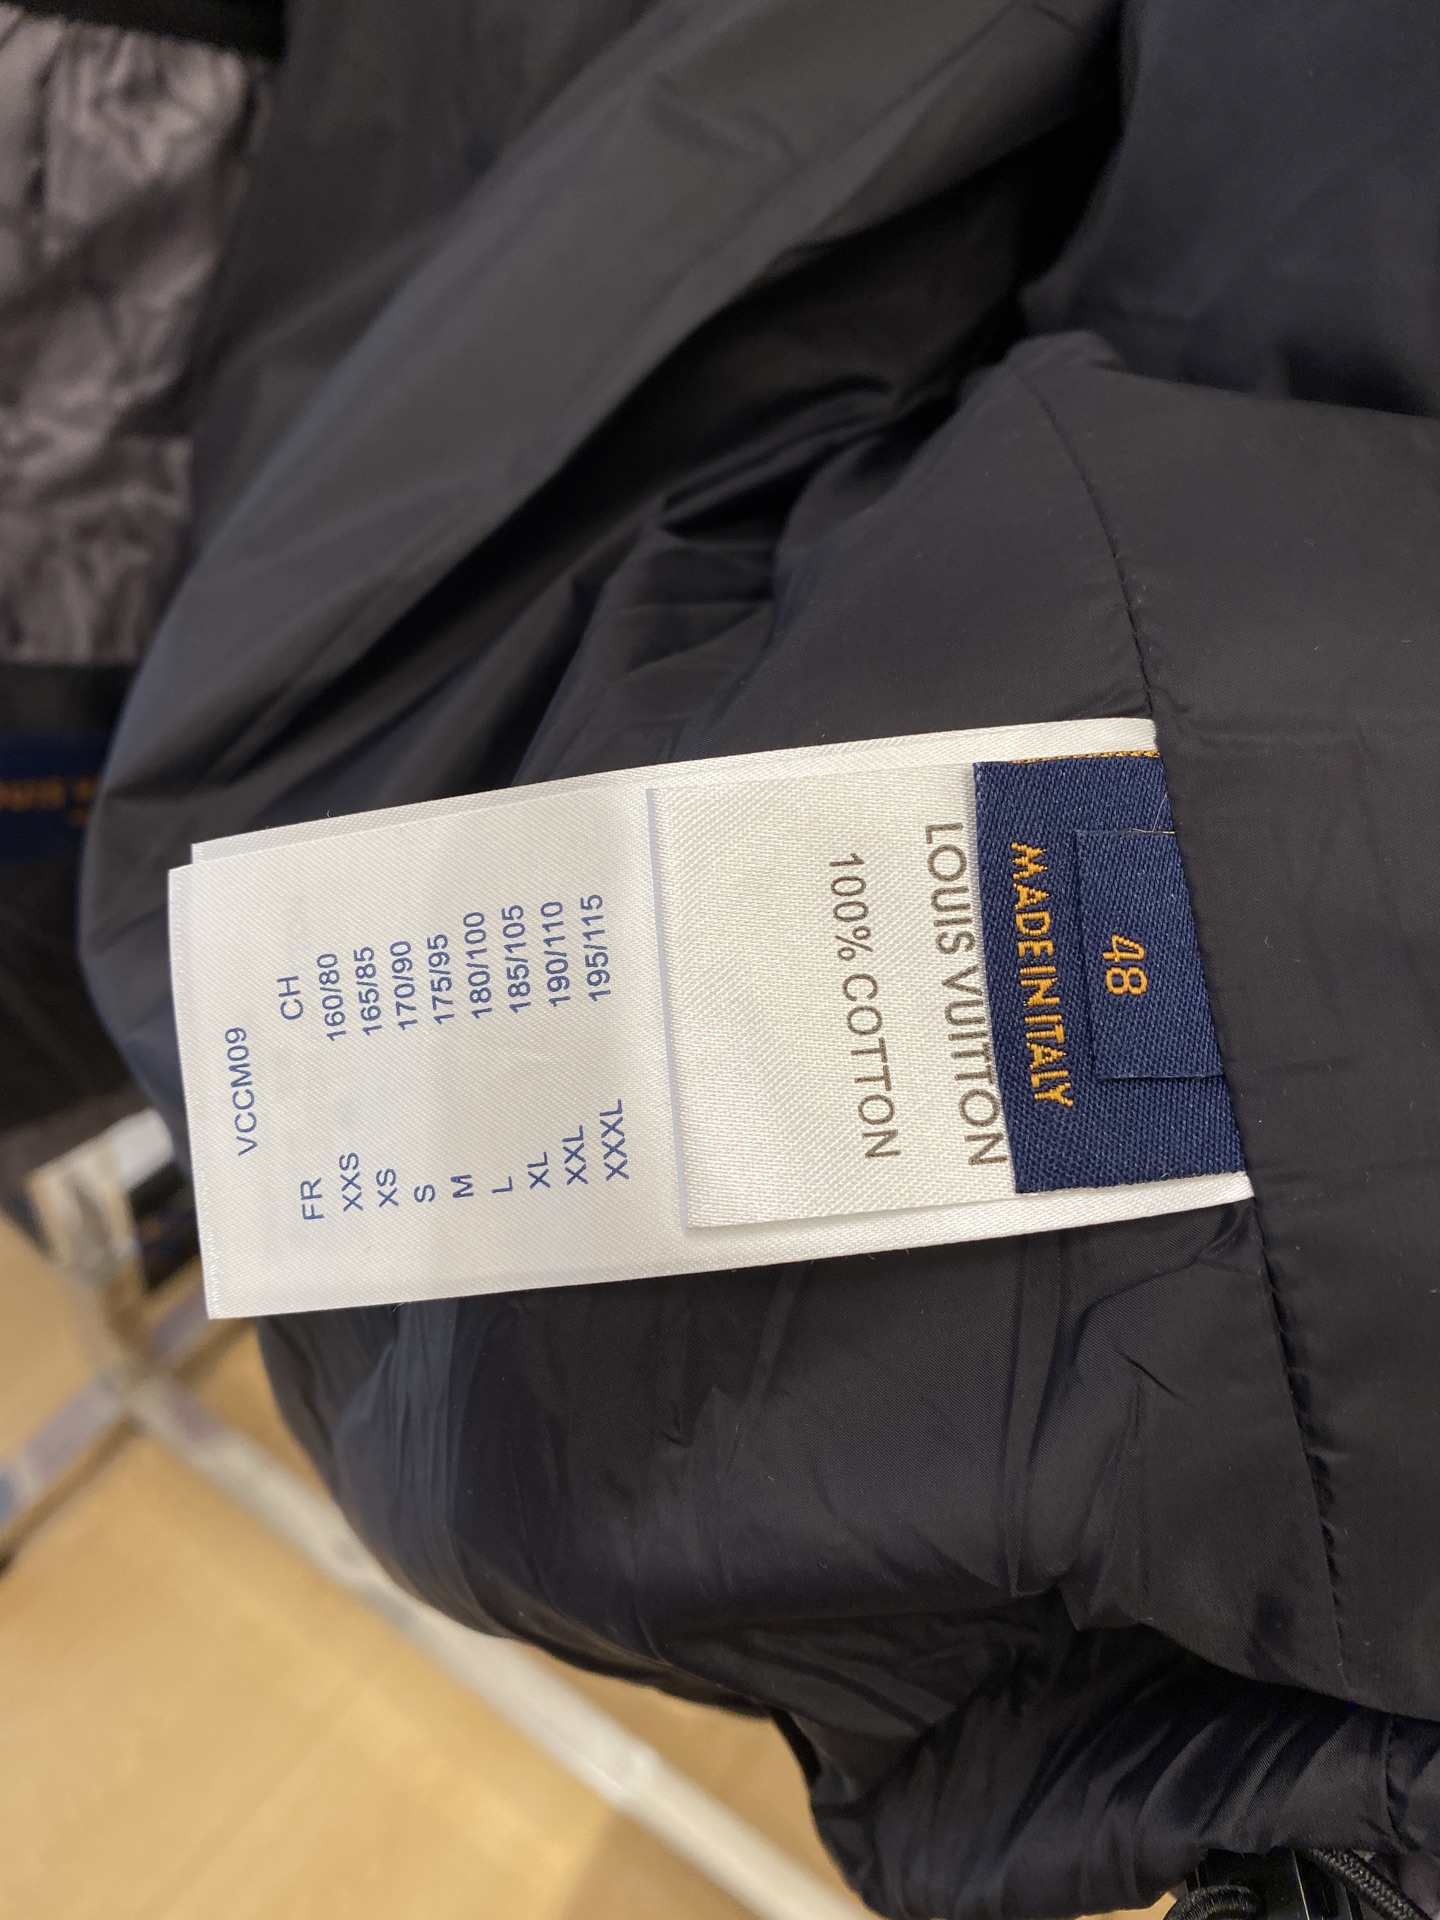 48
MADE IN ITALY
LOUIS VUITTON
100% COTTON
VCCM09
FR CH
XXS 160/80
XS 165/85
S 170/90
M 175/95
L 180/100
XL 185/105
XXL 190/110
XXXL 195/115